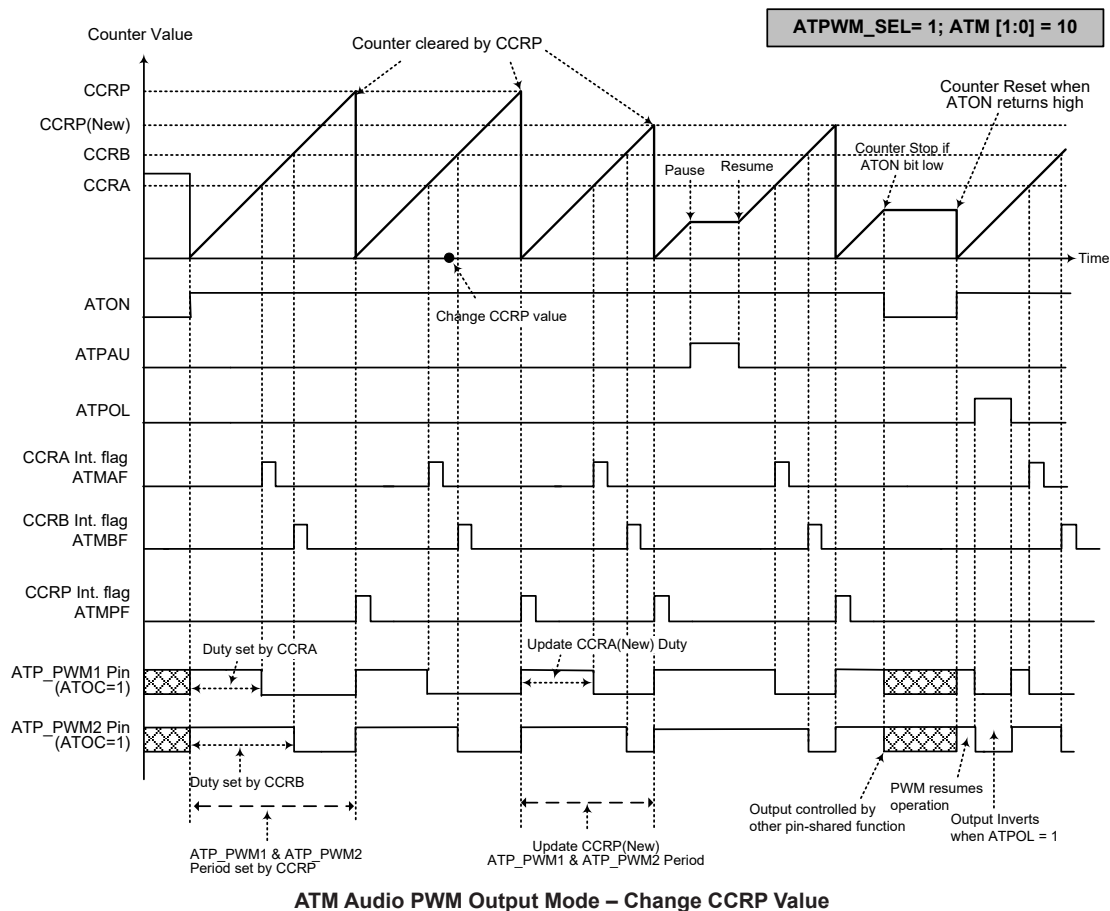 ATPWM_SEL= 1; ATM [1:0] = 10
Counter Value
Counter cleared by CCRP
Counter Reset when
ATON returns high
CCRP
CCRP(New)
CCRB
CCRA
Pause
Resume
Counter Stop if
ATON bit low
Time
Change CCRP value
ATON
ATPAU
ATPOL
CCRA Int. flag
ATMAF
CCRB Int. flag
ATMBF
CCRP Int. flag
ATMPF
Duty set by CCRA
Update CCRA(New) Duty
ATP_PWM1 Pin
(ATOC=1)
ATP_PWM2 Pin
(ATOC=1)
Duty set by CCRB
ATP_PWM1 & ATP_PWM2
Period set by CCRP
Update CCRP(New)
ATP_PWM1 & ATP_PWM2 Period
Output controlled by
other pin-shared function
PWM resumes
operation
Output Inverts
when ATPOL = 1
ATM Audio PWM Output Mode – Change CCRP Value